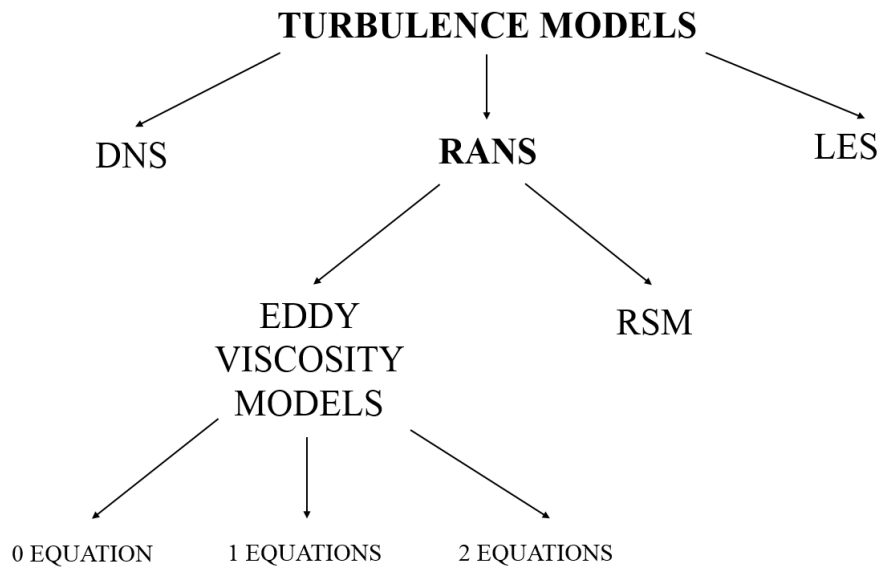 TURBULENCE MODELS
DNS
RANS
LES
EDDY
VISCOSITY
MODELS
RSM
0 EQUATION
1 EQUATIONS
2 EQUATIONS